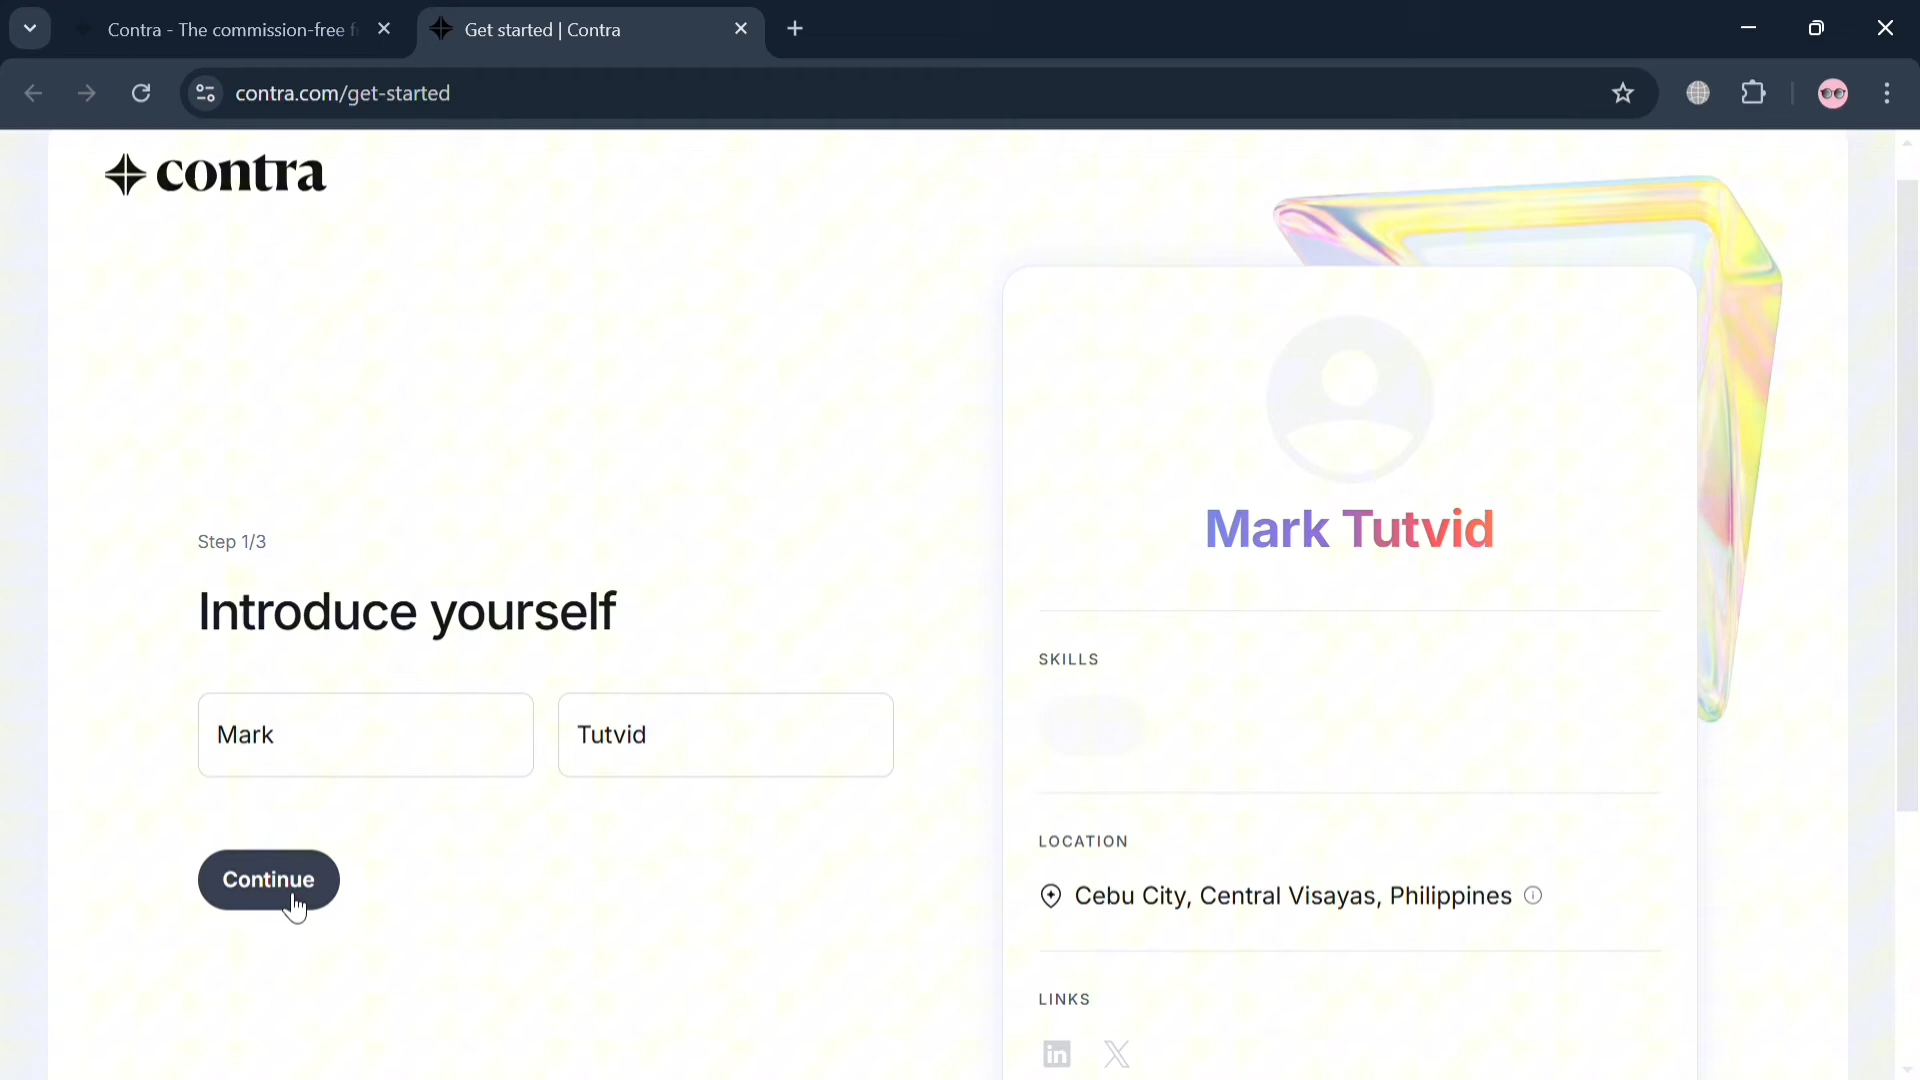 Contra - The commission-free f
Get started | Contra
contra.com/get-started
contra
Step 1/3
Introduce yourself
Mark
Tutvid
Continue
Mark Tutvid
SKILLS
LOCATION
Cebu City, Central Visayas, Philippines
LINKS
in X